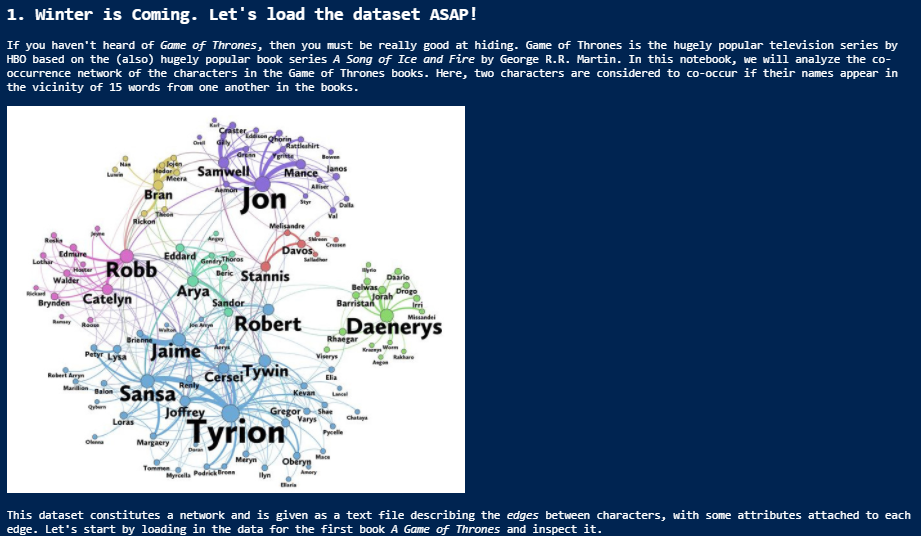 1. Winter is Coming. Let's load the dataset ASAP!
If you haven't heard of Game of Thrones, then you must be really good at hiding. Game of Thrones is the hugely popular television series by
HBO based on the (also) hugely popular book series A Song of Ice and Fire by George R.R. Martin. In this notebook, we will analyze the co-
occurrence network of the characters in the Game of Thrones books. Here, two characters are considered to co-occur if their names appear in
the vicinity of 15 words from one another in the books.
Karl
Craster
Eddison
Qhorin
Orell
Gilly
Rattleshirt
Grenn
Ygritte
Bowen
Nan
Jojen
Samwell
Mance
Janos
Luwin
Hodor
Meera
Aemon
Alliser
Bran
Jon
Styr
Dalla
Theon
Val
Rickon
Melisandre
Jeyne
Roslin
Angey
Shireen
Cressen
Edmure
Eddard
Davos
Lothar
Gendry
Thoros
Salladhor
Hoster
Robb
Beric
Stannis
Illyrio
Walder
Daario
Rickard
Arya
Belwas
Drogo
Brynden
Catelyn
Sandor
Barristan
Jorah
Irri
Ramsay
Roose
Walton
Jon Arryn
Robert
Missandei
Daenerys
Brienne
Rhaegar
Petyr
Lysa
Jaime
Aerys
Viserys
Kraznys
Worm
Rakharo
Aegon
Robert Arryn
Cersei
Tywin
Elia
Marillion
Balon
Sansa
Renly
Kevan
Lancel
Qyburn
Joffrey
Gregor
Shae
Loras
Varys
Chataya
Olenna
Margaery
Tyrion
Pycelle
Doran
Tommen
Meryn
Oberyn
Mace
Myrcella
Podrick
Bronn
Ilyn
Amory
Ellaria
This dataset constitutes a network and is given as a text file describing the edges between characters, with some attributes attached to each
edge. Let's start by loading in the data for the first book A Game of Thrones and inspect it.